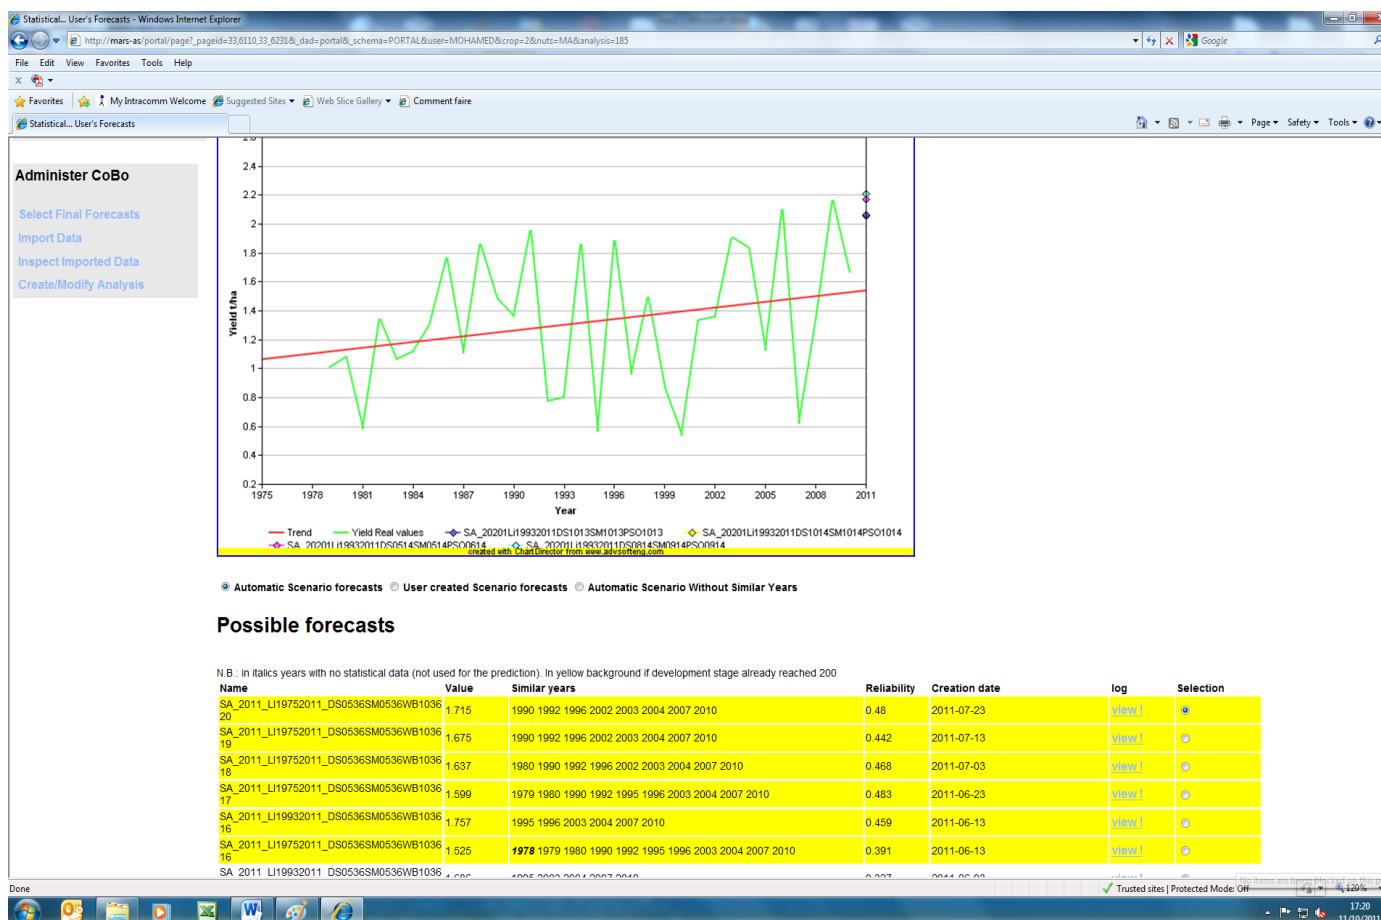 Statistical... User's Forecasts - Windows Internet Explorer
http://mars-as/portal/page?_pageid=33,6110,33_6231&_dad=portal&_schema=PORTAL&user=MOHAMED&crop=2&nuts=MA&analysis=185
Google
File Edit View Favorites Tools Help
x
Favorites My Intracomm Welcome Suggested Sites Web Slice Gallery Comment faire
Statistical... User's Forecasts
Page Safety Tools
Administer CoBo
Select Final Forecasts
Import Data
Inspect Imported Data
Create/Modify Analysis
2.4
2.2
2
1.8
1.6
1.4
1.2
1
0.8
0.6
0.4
0.2
Yield t/ha
1975 1978 1981 1984 1987 1990 1993 1996 1999 2002 2005 2008 2011
Year
Trend Yield Real values SA_20201Li19932011DS1013SM1013PSO1013 SA_20201Li19932011DS1014SM1014PSO1014
SA_20201Li19932011DS0514SM0514PSO0614 SA_20201Li19932011DS0814SM0914PSO0914
created with ChartDirector from www.advsofteng.com
Automatic Scenario forecasts User created Scenario forecasts Automatic Scenario Without Similar Years
Possible forecasts
N.B.: in italics years with no statistical data (not used for the prediction). In yellow background if development stage already reached 200
Name Value Similar years Reliability Creation date log Selection
SA_2011_LI19752011_DS0536SM0536WB1036
20 1.715 1990 1992 1996 2002 2003 2004 2007 2010 0.48 2011-07-23 view !
SA_2011_LI19752011_DS0536SM0536WB1036
19 1.675 1990 1992 1996 2002 2003 2004 2007 2010 0.442 2011-07-13 view !
SA_2011_LI19752011_DS0536SM0536WB1036
18 1.637 1980 1990 1992 1996 2002 2003 2004 2007 2010 0.468 2011-07-03 view !
SA_2011_LI19752011_DS0536SM0536WB1036
17 1.599 1979 1980 1990 1992 1995 1996 2003 2004 2007 2010 0.483 2011-06-23 view !
SA_2011_LI19932011_DS0536SM0536WB1036
16 1.757 1995 1996 2003 2004 2007 2010 0.459 2011-06-13 view !
SA_2011_LI19752011_DS0536SM0536WB1036
16 1.525 1978 1979 1980 1990 1992 1995 1996 2003 2004 2007 2010 0.391 2011-06-13 view !
SA_2011_LI19932011_DS0536SM0536WB1036
Done Trusted sites | Protected Mode: Off 120%
17:20
11/10/2011